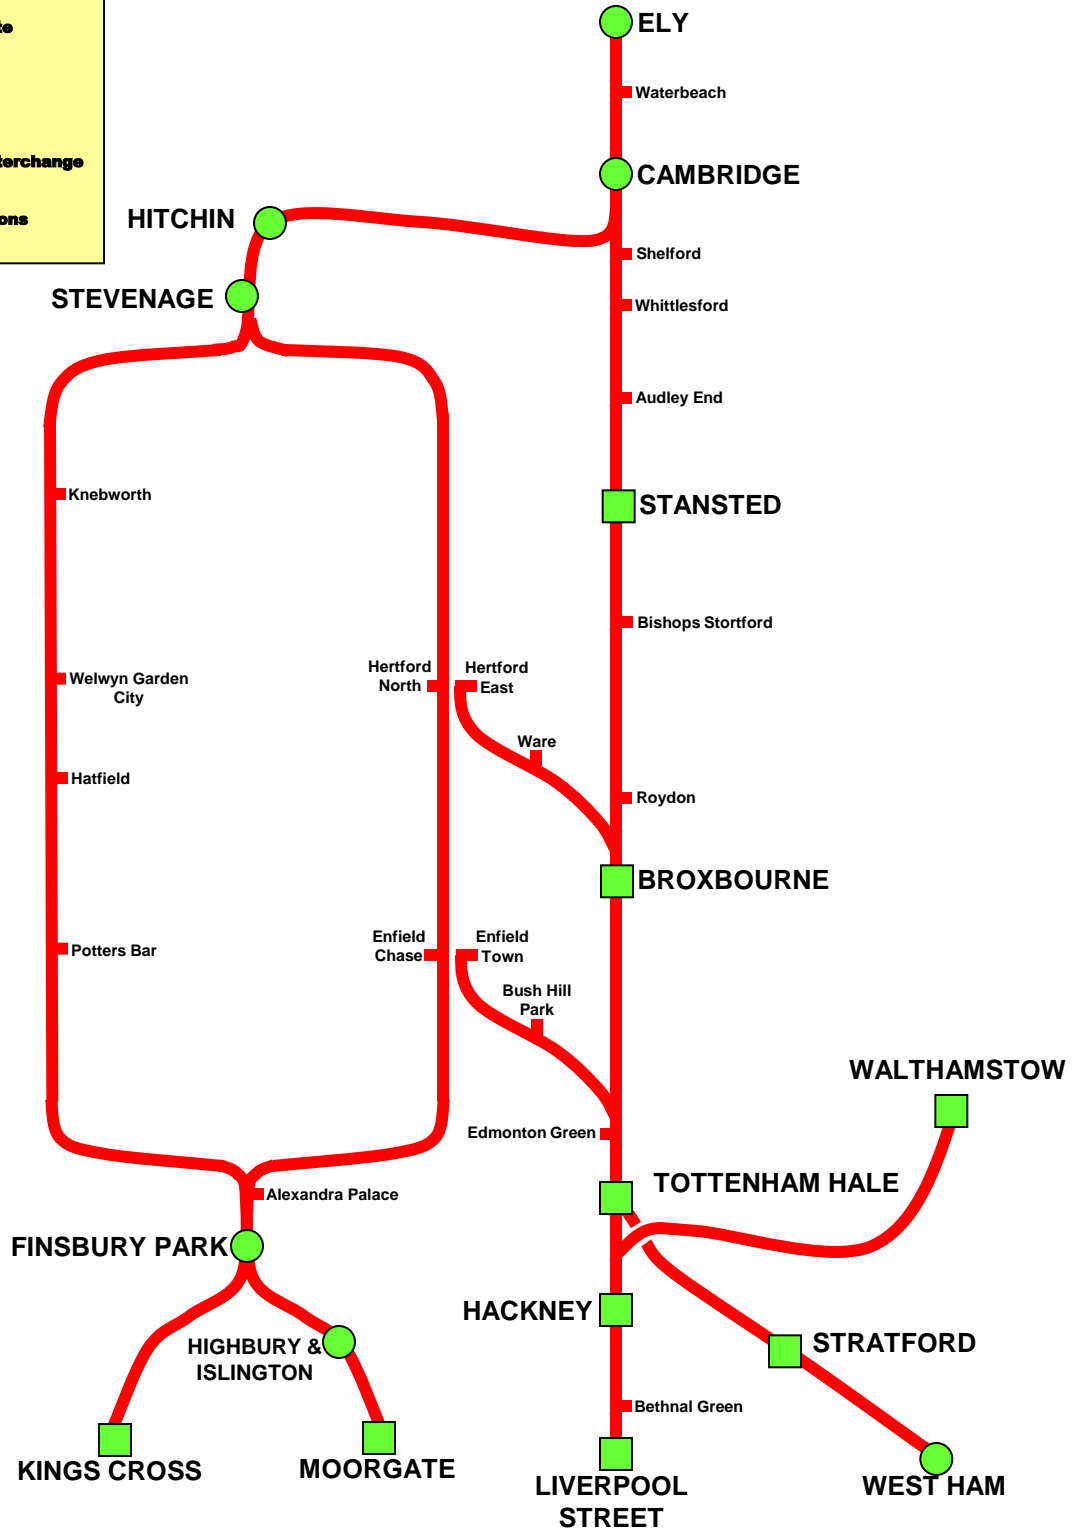 ELY
Waterbeach
CAMBRIDGE
HITCHIN
Shelford
STEVENAGE
Whittlesford
Audley End
Knebworth
STANSTED
Bishops Stortford
Hertford
North
Hertford
East
Welwyn Garden
City
Ware
Hatfield
Roydon
BROXBOURNE
Enfield
Chase
Enfield
Town
Potters Bar
Bush Hill
Park
WALTHAMSTOW
Edmonton Green
TOTTENHAM HALE
Alexandra Palace
FINSBURY PARK
HACKNEY
HIGHBURY &
ISLINGTON
STRATFORD
Bethnal Green
KINGS CROSS
MOORGATE
LIVERPOOL
STREET
WEST HAM